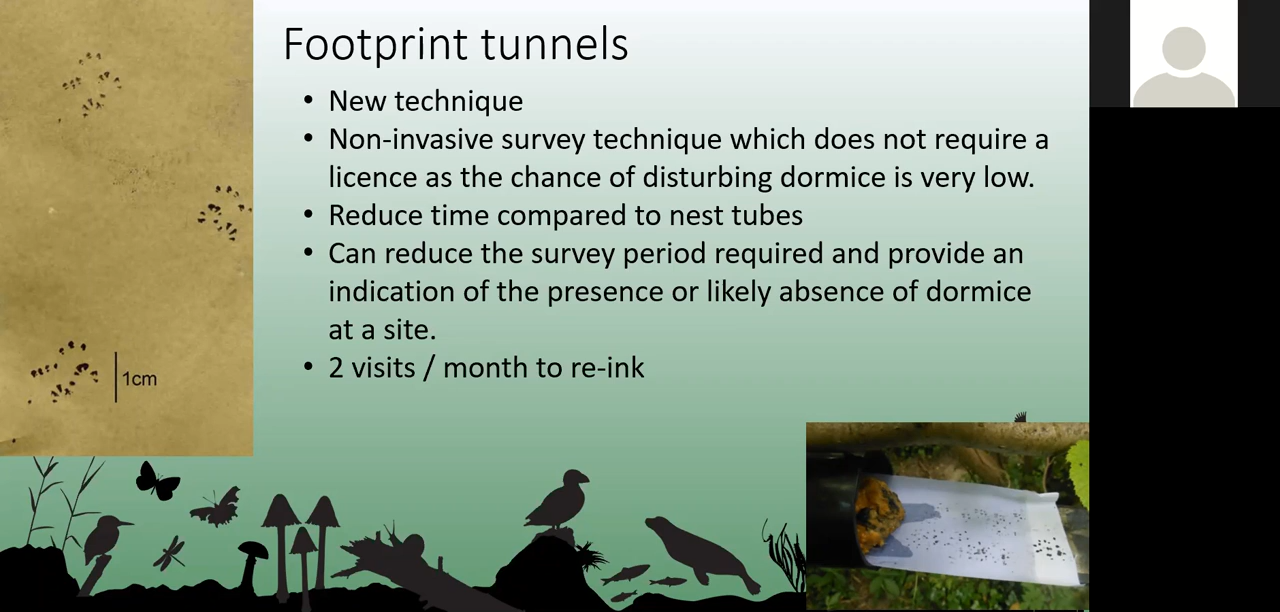 Footprint tunnels
• New technique
• Non-invasive survey technique which does not require a
licence as the chance of disturbing dormice is very low.
• Reduce time compared to nest tubes
• Can reduce the survey period required and provide an
indication of the presence or likely absence of dormice
at a site.
• 2 visits / month to re-ink
1cm